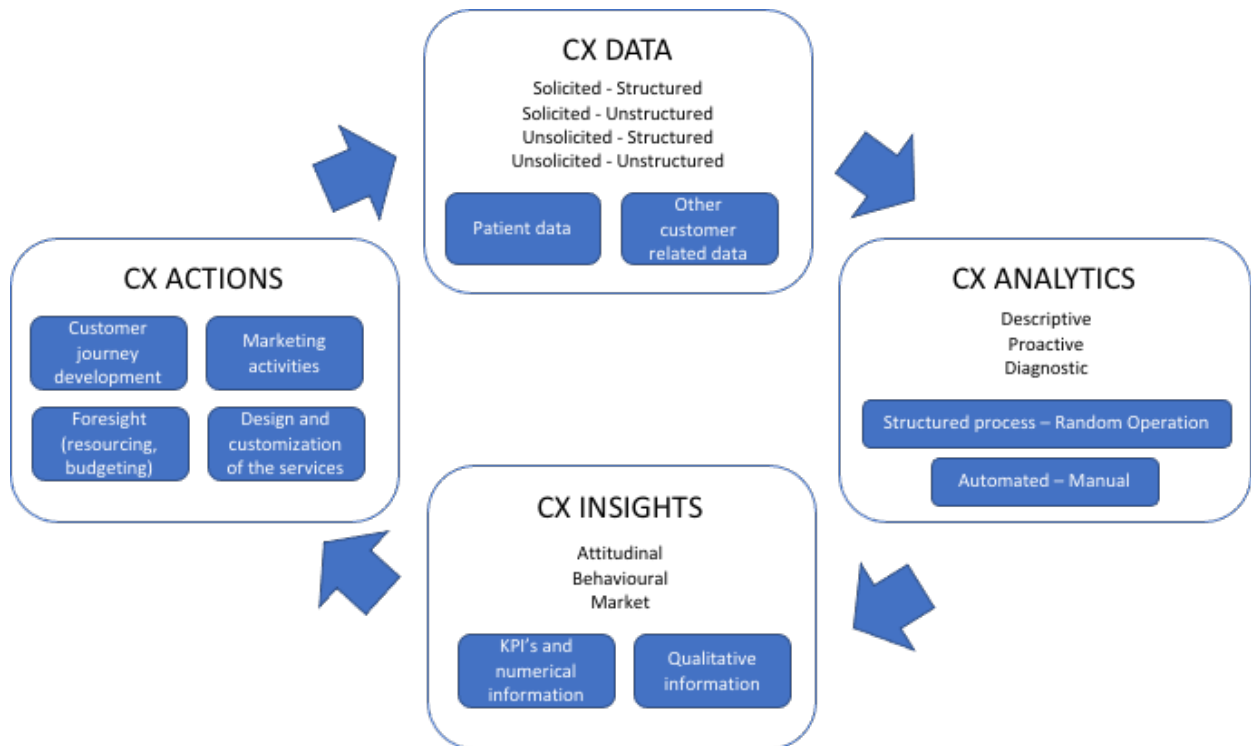 CX DATA
Solicited - Structured
Solicited - Unstructured
Unsolicited - Structured
Unsolicited - Unstructured
Patient data
Other
customer
related data
CX ACTIONS
Customer
journey
development
Marketing
activities
Foresight
(resourcing,
budgeting)
Design and
customization
of the services
CX ANALYTICS
Descriptive
Proactive
Diagnostic
Structured process – Random Operation
Automated – Manual
CX INSIGHTS
Attitudinal
Behavioural
Market
KPI's and
numerical
information
Qualitative
information